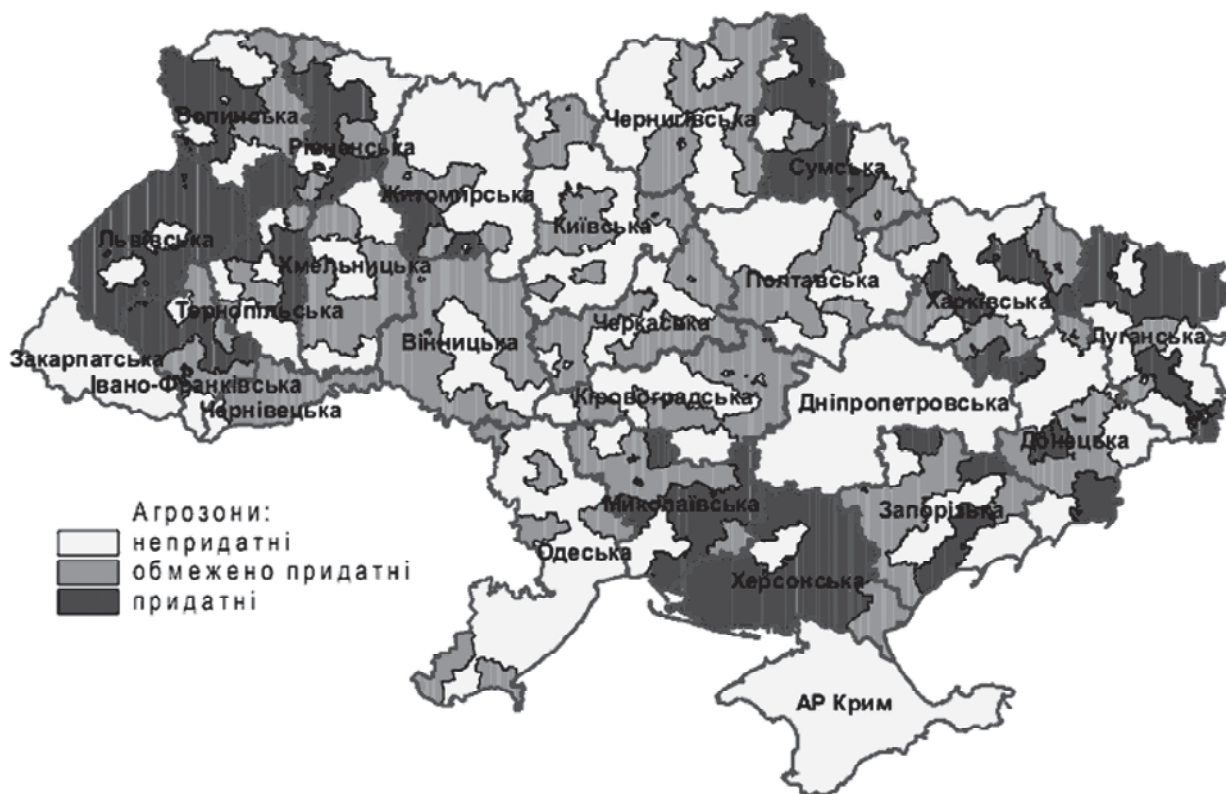 Волинська
Рівненська
Чернигівська
Сумська
Житомирська
Київська
Львівська
Хмельницька
Тернопільська
Полтавська
Харківська
Луганська
Черкаська
Вінницька
Закарпатська
Івано-Франківська
Чернівецька
Кіровоградська
Дніпропетровська
Донецька
Миколаївська
Запорізька
Одеська
Херсонська
АР Крим
Агрозони:
непридатні
обмежено придатні
придатні